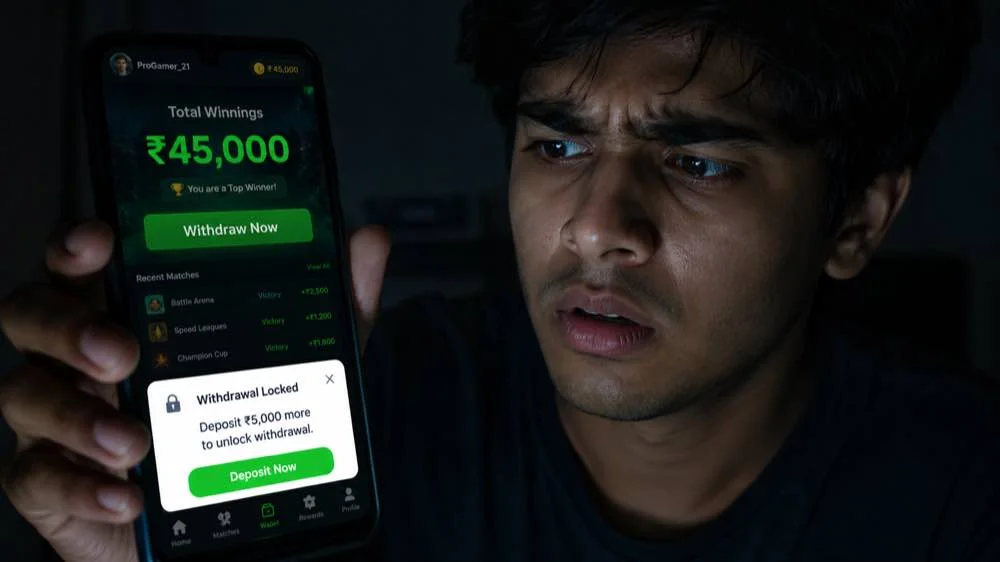 ProGamer_21
₹45,000
Total Winnings
₹45,000
You are a Top Winner!
Withdraw Now
Recent Matches
View All
Battle Arena Victory +₹2,500
Speed Leagues Victory +₹1,200
Champion Cup Victory +₹1,800
Withdrawal Locked
Deposit ₹5,000 more
to unlock withdrawal.
Deposit Now
Home Matches Wallet Rewards Profile